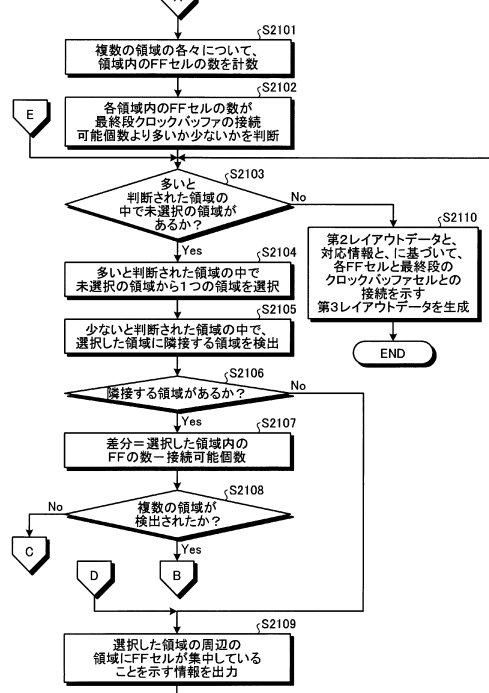 A
S2101
複数の領域の各々について、
領域内のFFセルの数を計数
S2102
各領域内のFFセルの数が
最終段クロックバッファの接続
可能個数より多いか少ないかを判断
E
S2103
多いと
判断された領域の
中で未選択の領域が
あるか?
No
Yes
S2110
第2レイアウトデータと、
対応情報と、に基づいて、
各FFセルと最終段の
クロックバッファセルとの
接続を示す
第3レイアウトデータを生成
END
S2104
多いと判断された領域の中で
未選択の領域から1つの領域を選択
S2105
少ないと判断された領域の中で、
選択した領域に隣接する領域を検出
S2106
隣接する領域があるか?
No
Yes
S2107
差分=選択した領域内の
FFの数-接続可能個数
S2108
複数の領域が
検出されたか?
No
Yes
C
B
D
S2109
選択した領域の周辺の
領域にFFセルが集中している
ことを示す情報を出力